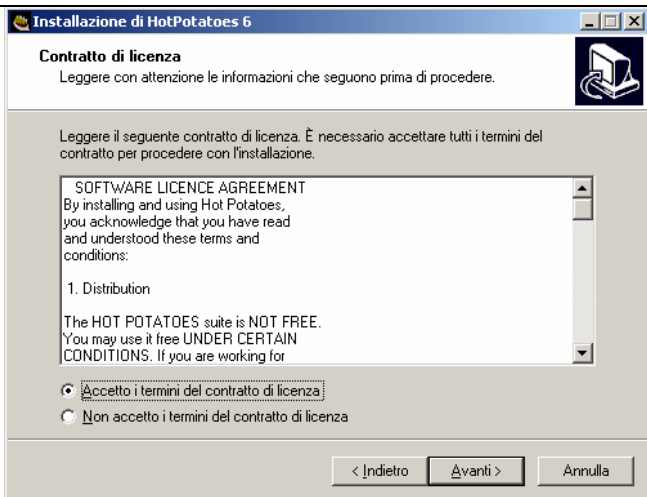 Installazione di HotPotatoes 6
Contratto di licenza
Leggere con attenzione le informazioni che seguono prima di procedere.
Leggere il seguente contratto di licenza. È necessario accettare tutti i termini del
contratto per procedere con l'installazione.
SOFTWARE LICENCE AGREEMENT
By installing and using Hot Potatoes,
you acknowledge that you have read
and understood these terms and
conditions:
1. Distribution
The HOT POTATOES suite is NOT FREE.
You may use it free UNDER CERTAIN
CONDITIONS. If you are working for
Accetto i termini del contratto di licenza
Non accetto i termini del contratto di licenza
< Indietro
Avanti >
Annulla